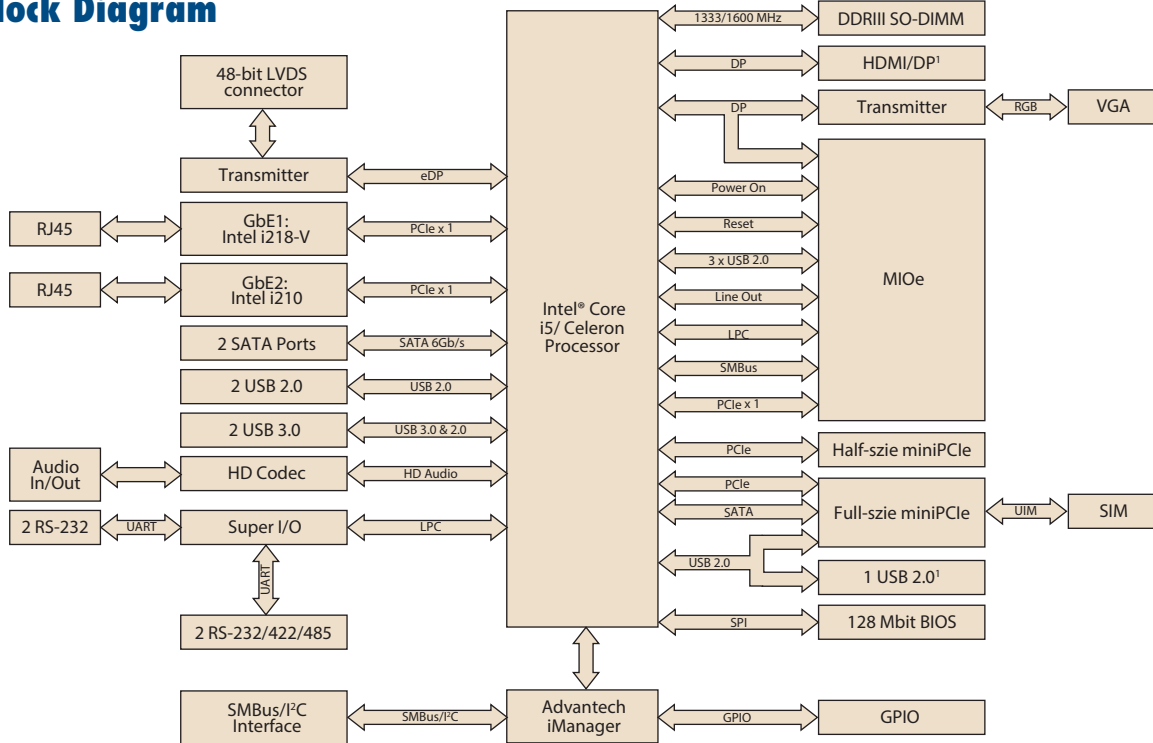 lock Diagram
48-bit LVDS
connector
Transmitter
eDP
RJ45
GbE1:
Intel i218-V
PCIe x 1
RJ45
GbE2:
Intel i210
PCIe x 1
2 SATA Ports
SATA 6Gb/s
2 USB 2.0
USB 2.0
2 USB 3.0
USB 3.0 & 2.0
Audio
In/Out
HD Codec
HD Audio
2 RS-232
UART
Super I/O
LPC
UART
2 RS-232/422/485
SMBus/I²C
Interface
SMBus/I²C
Intel® Core
i5/ Celeron
Processor
Advantech
iManager
1333/1600 MHz
DDRIII SO-DIMM
DP
HDMI/DP¹
DP
Transmitter
RGB
VGA
Power On
Reset
3 x USB 2.0
Line Out
LPC
SMBus
PCIe x 1
MIOe
PCIe
Half-szie miniPCIe
PCIe
SATA
Full-szie miniPCIe
UIM
SIM
USB 2.0
1 USB 2.0¹
SPI
128 Mbit BIOS
GPIO
GPIO